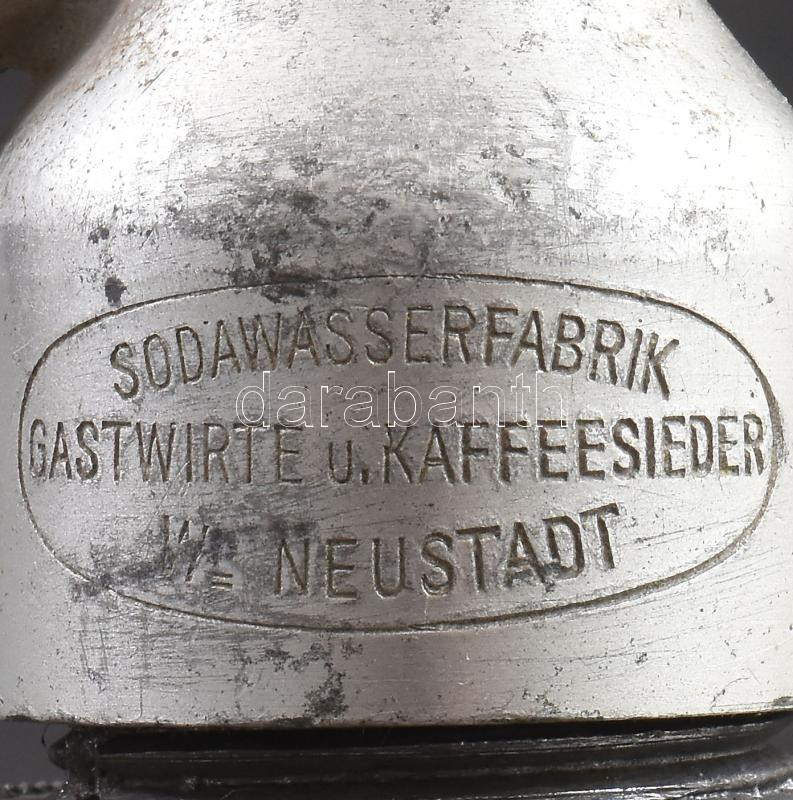 SODAWASSERFABRIK
darabanth
GASTWIRTE u. KAFFEESIEDER
W= NEUSTADT